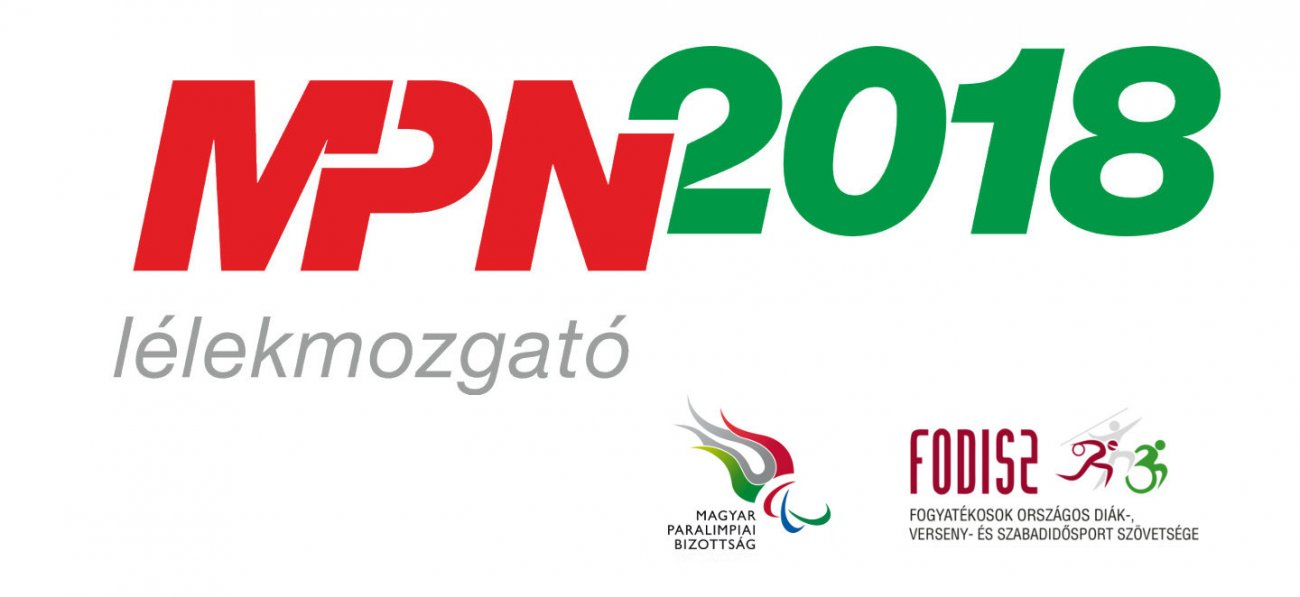 MPN2018
lélekmozgató
MAGYAR
PARALIMPIAI
BIZOTTSÁG
FODISZ
FOGYATÉKOSOK ORSZÁGOS DIÁK-,
VERSENY- ÉS SZABADIDŐSPORT SZÖVETSÉGE